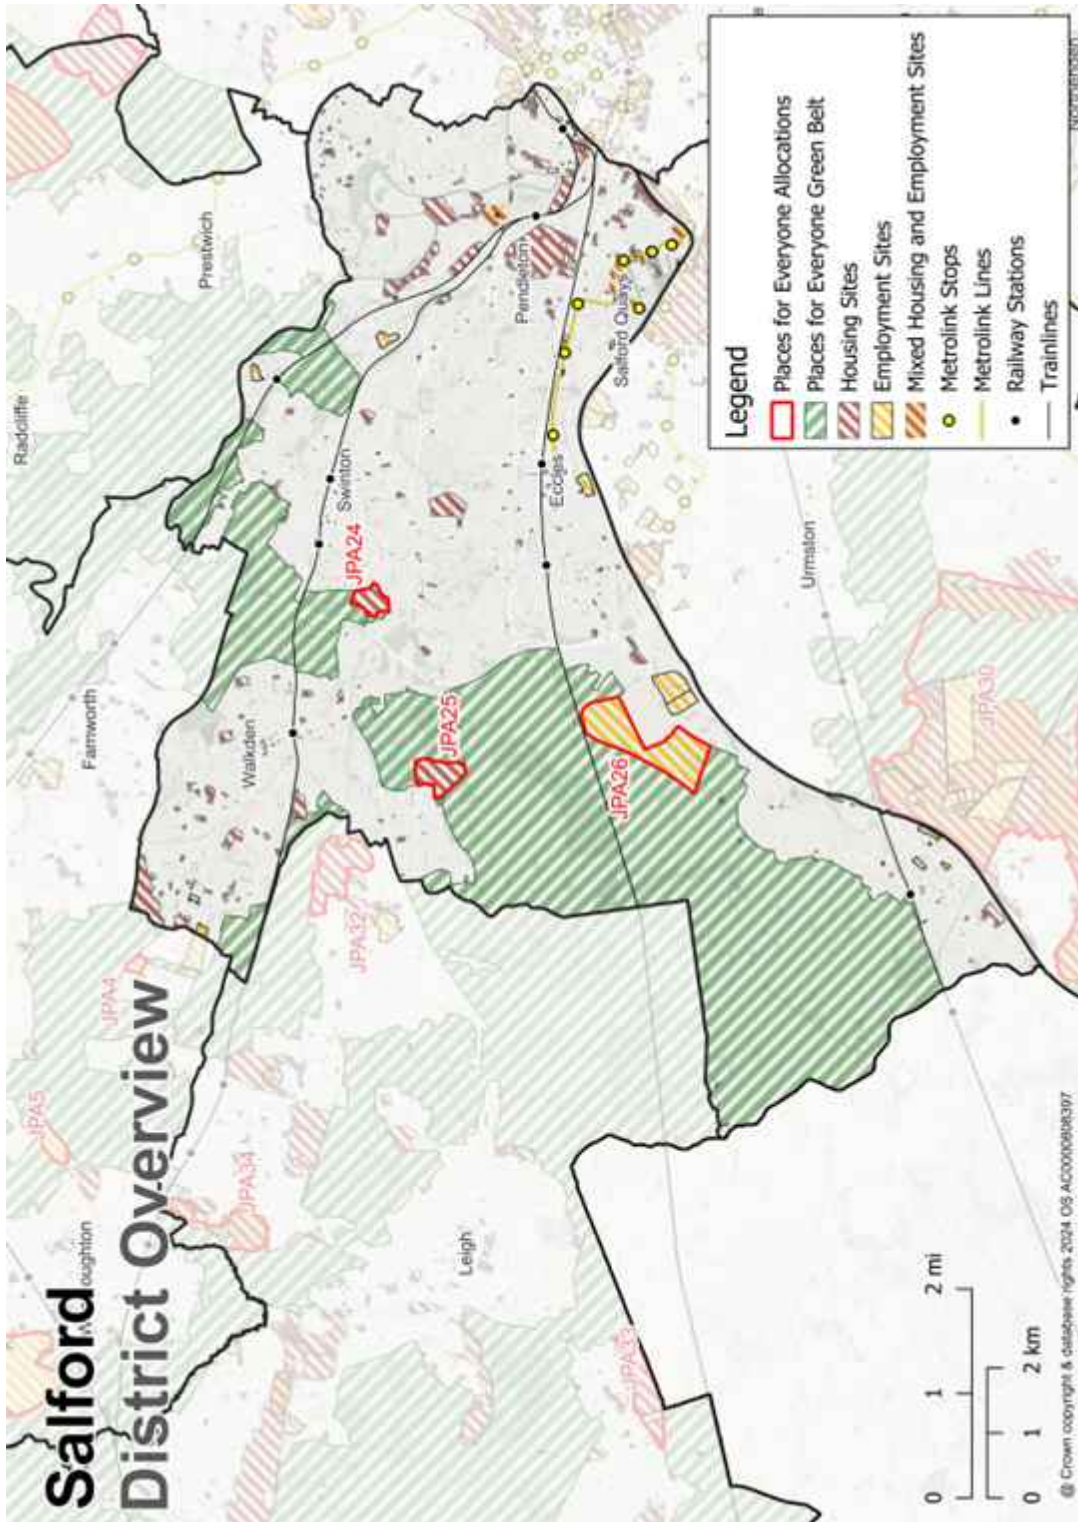 Salford
District Overview
Radcliffe
Prestwich
Farnworth
Walkden
Swinton
Pendleton
Salford Quays
Eccles
Urmston
Leigh
oughton
JPA5
JPA4
JPA34
JPA32
JPA24
JPA25
JPA26
JPA33
JPA30
Legend
Places for Everyone Allocations
Places for Everyone Green Belt
Housing Sites
Employment Sites
Mixed Housing and Employment Sites
Metrolink Stops
Metrolink Lines
Railway Stations
Trainlines
0 1 2 mi
0 1 2 km
@ Crown copyright & database rights 2024 OS AC0000808397